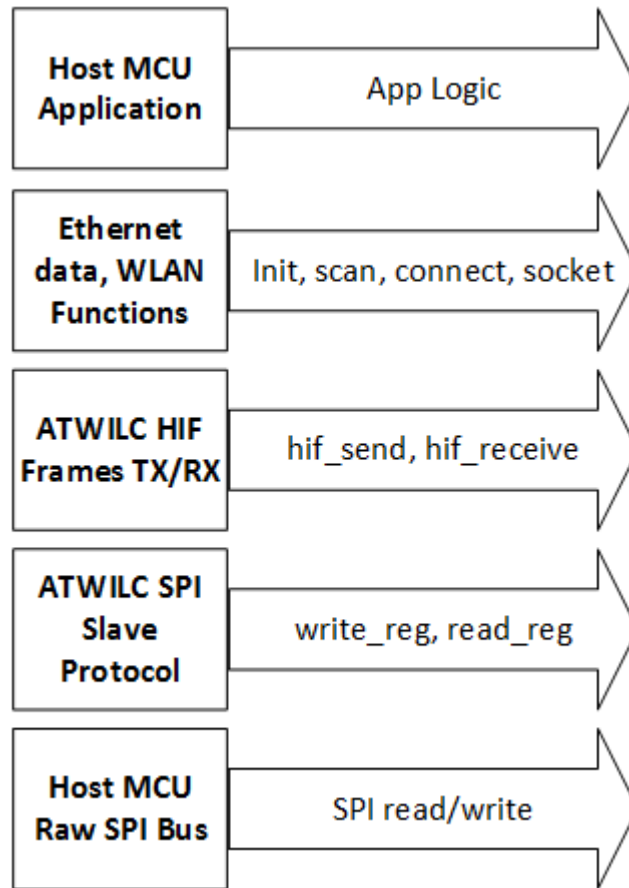 Host MCU
Application
App Logic
Ethernet
data, WLAN
Functions
Init, scan, connect, socket
ATWILC HIF
Frames TX/RX
hif_send, hif_receive
ATWILC SPI
Slave
Protocol
write_reg, read_reg
Host MCU
Raw SPI Bus
SPI read/write